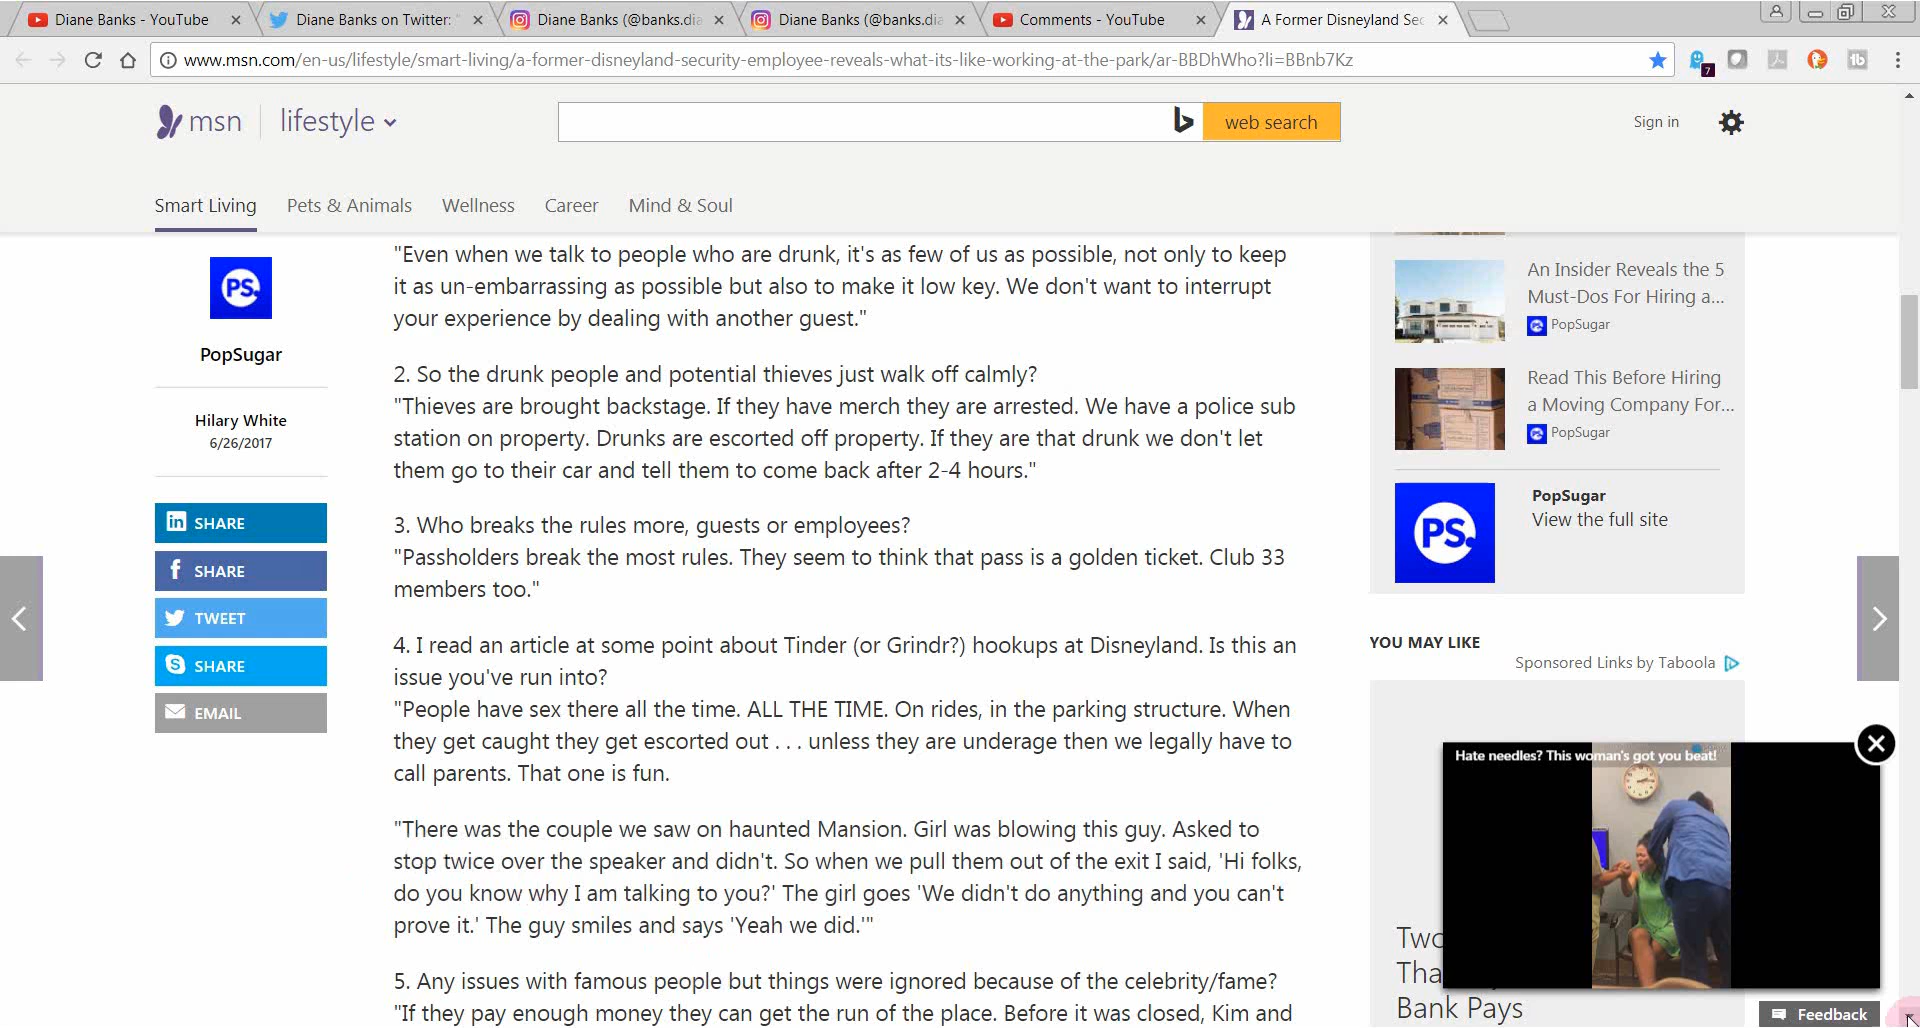 Diane Banks - YouTube
Diane Banks on Twitter: "
Diane Banks (@banks.dia
Diane Banks (@banks.dia
Comments - YouTube
A Former Disneyland Sec
www.msn.com/en-us/lifestyle/smart-living/a-former-disneyland-security-employee-reveals-what-its-like-working-at-the-park/ar-BBDhWho?li=BBnb7Kz
7
msn
lifestyle
web search
Sign in
Smart Living
Pets & Animals
Wellness
Career
Mind & Soul
PS.
PopSugar
Hilary White
6/26/2017
in SHARE
f SHARE
TWEET
SHARE
EMAIL
"Even when we talk to people who are drunk, it's as few of us as possible, not only to keep
it as un-embarrassing as possible but also to make it low key. We don't want to interrupt
your experience by dealing with another guest."
2. So the drunk people and potential thieves just walk off calmly?
"Thieves are brought backstage. If they have merch they are arrested. We have a police sub
station on property. Drunks are escorted off property. If they are that drunk we don't let
them go to their car and tell them to come back after 2-4 hours."
3. Who breaks the rules more, guests or employees?
"Passholders break the most rules. They seem to think that pass is a golden ticket. Club 33
members too."
4. I read an article at some point about Tinder (or Grindr?) hookups at Disneyland. Is this an
issue you've run into?
"People have sex there all the time. ALL THE TIME. On rides, in the parking structure. When
they get caught they get escorted out . . . unless they are underage then we legally have to
call parents. That one is fun.
"There was the couple we saw on haunted Mansion. Girl was blowing this guy. Asked to
stop twice over the speaker and didn't. So when we pull them out of the exit I said, 'Hi folks,
do you know why I am talking to you?' The girl goes 'We didn't do anything and you can't
prove it.' The guy smiles and says 'Yeah we did.'"
5. Any issues with famous people but things were ignored because of the celebrity/fame?
"If they pay enough money they can get the run of the place. Before it was closed, Kim and
An Insider Reveals the 5
Must-Dos For Hiring a...
PopSugar
Read This Before Hiring
a Moving Company For...
PopSugar
PS.
PopSugar
View the full site
YOU MAY LIKE
Sponsored Links by Taboola
Hate needles? This woman's got you beat!
Two
Tha
Bank Pays
Feedback